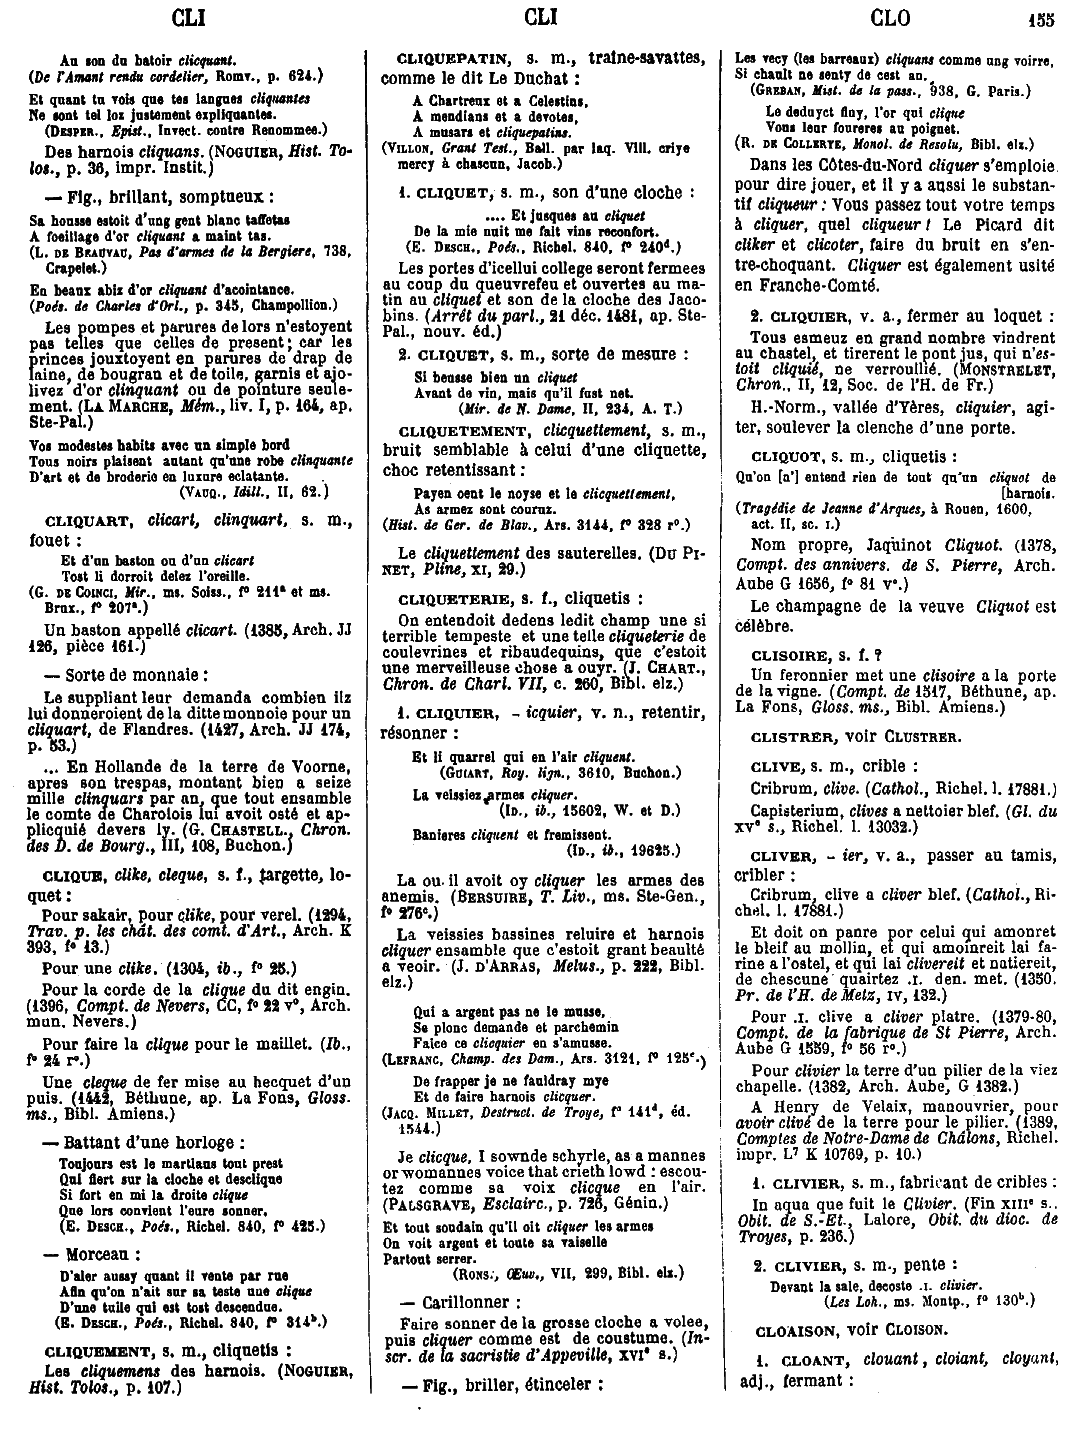 CLI
CLI
CLO
155
Au son du batoir clicquant.
(De l'Amant rendu cordelier, Romv., p. 624.)
Et quant tu vois que tes langues cliquantes
Ne sont tel loz justement expliquantes.
(DESPER., Epist., Invect. contre Renommee.)
Des harnois cliquans. (NOGUIER, Hist. To-
los., p. 36, impr. Instit.)
— Fig., brillant, somptueux :
Sa housse estoit d'ung gent blanc taffetas
A foeillage d'or cliquant a maint tas.
(L. DE BEAUVAU, Pas d'armes de la Bergiere, 738,
Crapelet.)
En beaux abiz d'or cliquant d'acointance.
(Poés. de Charles d'Orl., p. 345, Champollion.)
Les pompes et parures de lors n'estoyent
pas telles que celles de present ; car les
princes jouxtoyent en parures de drap de
laine, de bougran et de toile, garnis et ajo-
livez d'or clinquant ou de pointure seule-
ment. (LA MARCHE, Mém., liv. I, p. 164, ap.
Ste-Pal.)
Vos modestes habits avec un simple bord
Tous noirs plaisent autant qu'une robe clinquante
D'art et de broderie en luxure eclatante.
(VAUQ., Idill., II, 62.)
CLIQUART, clicart, clinquart, s. m.,
fouet :
Et d'un baston ou d'un clicart
Tost li dorroit delez l'oreille.
(G. DE COINCI, Mir., ms. Soiss., f° 211ª et ms.
Brux., f° 207ª.)
Un baston appellé clicart. (1385, Arch. JJ
126, pièce 161.)
— Sorte de monnaie :
Le suppliant leur demanda combien ilz
lui donneroient de la ditte monnoie pour un
cliquart, de Flandres. (1427, Arch. JJ 174,
p. 53.)
... En Hollande de la terre de Voorne,
apres son trespas, montant bien a seize
mille clinquars par an, que tout ensamble
le comte de Charolois lui avoit osté et ap-
plicquié devers ly. (G. CHASTELL., Chron.
des D. de Bourg., III, 108, Buchon.)
CLIQUE, clike, cleque, s. f., targette, lo-
quet :
Pour sakair, pour clike, pour verel. (1294,
Trav. p. les chât. des comt. d'Art., Arch. K
393, f° 13.)
Pour une clike. (1304, ib., f° 25.)
Pour la corde de la clique du dit engin.
(1396, Compt. de Nevers, CC, f° 22 v°, Arch.
mun. Nevers.)
Pour faire la clique pour le maillet. (Ib.,
f° 24 r°.)
Une cleque de fer mise au hecquet d'un
puis. (1442, Béthune, ap. La Fons, Gloss.
ms., Bibl. Amiens.)
— Battant d'une horloge :
Toujours est le martiaus tout prest
Qui fiert sur la cloche et desclique
Si fort en mi la droite clique
Que lors convient l'eure sonner.
(E. DESCH., Poés., Richel. 840, f° 425.)
— Morceau :
D'aler aussy quant il vente par rue
Afin qu'on n'ait sur sa teste une clique
D'une tuile qui est tost descendue.
(E. DESCH., Poés., Richel. 840, f° 314ᵇ.)
CLIQUEMENT, s. m., cliquetis :
Les cliquemens des harnois. (NOGUIER,
Hist. Tolos., p. 107.)
CLIQUEPATIN, s. m., traîne-savattes,
comme le dit Le Duchat :
A Chartreux et a Celestins,
A mendians et a devotes,
A musars et cliquepatins.
(VILLON, Grant Test., Ball. par laq. Vill. criye
mercy à chascun, Jacob.)
1. CLIQUET, s. m., son d'une cloche :
.... Et jusques au cliquet
De la mie nuit me fait vins reconfort.
(E. DESCH., Poés., Richel. 840, f° 240ᵈ.)
Les portes d'icellui college seront fermees
au coup du queuvrefeu et ouvertes au ma-
tin au cliquet et son de la cloche des Jaco-
bins. (Arrêt du parl., 21 déc. 1481, ap. Ste-
Pal., nouv. éd.)
2. CLIQUET, s. m., sorte de mesure :
Si beusse bien un cliquet
Avant de vin, mais qu'il fust net.
(Mir. de N. Dame, II, 234, A. T.)
CLIQUETEMENT, clicquettement, s. m.,
bruit semblable à celui d'une cliquette,
choc retentissant :
Payen oent le noyse et le clicquettement,
As armez sont couruz.
(Hist. de Ger. de Blav., Ars. 3144, f° 328 r°.)
Le cliquettement des sauterelles. (DU PI-
NET, Pline, XI, 29.)
CLIQUETERIE, s. f., cliquetis :
On entendoit dedens ledit champ une si
terrible tempeste et une telle cliqueterie de
coulevrines et ribaudequins, que c'estoit
une merveilleuse chose a ouyr. (J. CHART.,
Chron. de Charl. VII, c. 260, Bibl. elz.)
1. CLIQUIER, - icquier, v. n., retentir,
résonner :
Et li quarrel qui en l'air cliquent.
(GUIART, Roy. lign., 3610, Buchon.)
La veissiez armes cliquer.
(ID., ib., 15602, W. et D.)
Banieres cliquent et fremissent.
(ID., ib., 19625.)
La ou il avoit oy cliquer les armes des
anemis. (BERSUIRE, T. Liv., ms. Ste-Gen.,
f° 276ᶜ.)
La veissies bassines reluire et harnois
cliquer ensamble que c'estoit grant beaulté
a veoir. (J. D'ARRAS, Melus., p. 222, Bibl.
elz.)
Qui a argent pas ne le musse,
Se plonc demande et parchemin
Faice ce clicquier en s'amusse.
(LEFRANC, Champ. des Dam., Ars. 3121, f° 125ᶜ.)
De frapper je ne fauldray mye
Et de faire harnois clicquer.
(JACQ. MILLET, Destruct. de Troye, f° 141ᵈ, éd.
1544.)
Je clicque, I sownde schyrle, as a mannes
or womannes voice that crieth lowd : escou-
tez comme sa voix clicque en l'air.
(PALSGRAVE, Esclairc., p. 726, Génin.)
Et tout soudain qu'il oit cliquer les armes
On voit argent et toute sa vaiselle
Partout serrer.
(RONS., Œuv., VII, 299, Bibl. elz.)
— Carillonner :
Faire sonner de la grosse cloche a volee,
puis cliquer comme est de coustume. (In-
scr. de la sacristie d'Appeville, XVIᵉ s.)
— Fig., briller, étinceler :
Les vecy (les barreaux) cliquans comme ung voirre,
Si chault ne senty de cest an.
(GREBAN, Mist. de la pass., 938, G. Paris.)
Le deduyct fiuy, l'or qui clique
Vous leur foureres au poignet.
(R. DE COLLERYE, Monol. de Resolu, Bibl. elz.)
Dans les Côtes-du-Nord cliquer s'emploie
pour dire jouer, et il y a aussi le substan-
tif cliqueur : Vous passez tout votre temps
à cliquer, quel cliqueur ! Le Picard dit
cliker et clicoter, faire du bruit en s'en-
tre-choquant. Cliquer est également usité
en Franche-Comté.
2. CLIQUIER, v. a., fermer au loquet :
Tous esmeuz en grand nombre vindrent
au chastel, et tirerent le pont jus, qui n'es-
toit cliquié, ne verroullié. (MONSTRELET,
Chron., II, 12, Soc. de l'H. de Fr.)
H.-Norm., vallée d'Yères, cliquier, agi-
ter, soulever la clenche d'une porte.
CLIQUOT, s. m., cliquetis :
Qu'on [n'] entend rien de tout qu'un cliquot de
[harnois.
(Tragédie de Jeanne d'Arques, à Rouen, 1600,
act. II, sc. I.)
Nom propre, Jaquinot Cliquot. (1378,
Compt. des annivers. de S. Pierre, Arch.
Aube G 1656, f° 81 v°.)
Le champagne de la veuve Cliquot est
célèbre.
CLISOIRE, s. f. ?
Un feronnier met une clisoire a la porte
de la vigne. (Compt. de 1517, Béthune, ap.
La Fons, Gloss. ms., Bibl. Amiens.)
CLISTRER, voir CLUSTRER.
CLIVE, s. m., crible :
Cribrum, clive. (Cathol., Richel. l. 17881.)
Capisterium, clives a nettoier blef. (Gl. du
XVᵉ s., Richel. l. 13032.)
CLIVER, - ier, v. a., passer au tamis,
cribler :
Cribrum, clive a cliver blef. (Cathol., Ri-
chel. l. 17881.)
Et doit on panre por celui qui amonret
le bleif au mollin, et qui amoinreit lai fa-
rine a l'ostel, et qui lai clivereit et natiereit,
de chescune quairtez .I. den. met. (1350.
Pr. de l'H. de Metz, IV, 132.)
Pour .I. clive a cliver platre. (1379-80,
Compt. de la fabrique de St Pierre, Arch.
Aube G 1559, f° 56 r°.)
Pour clivier la terre d'un pilier de la viez
chapelle. (1382, Arch. Aube, G 1382.)
A Henry de Velaix, manouvrier, pour
avoir clivé de la terre pour le pilier. (1389,
Comptes de Notre-Dame de Châlons, Richel.
impr. L⁷ K 10769, p. 10.)
1. CLIVIER, s. m., fabricant de cribles :
In aqua que fuit le Clivier. (Fin XIIIᵉ s.,
Obit. de S.-Et., Lalore, Obit. du dioc. de
Troyes, p. 236.)
2. CLIVIER, s. m., pente :
Devant la sale, decoste .I. clivier.
(Les Loh., ms. Montp., f° 130ᵇ.)
CLOAISON, voir CLOISON.
1. CLOANT, clouant, cloiant, cloyant,
adj., fermant :